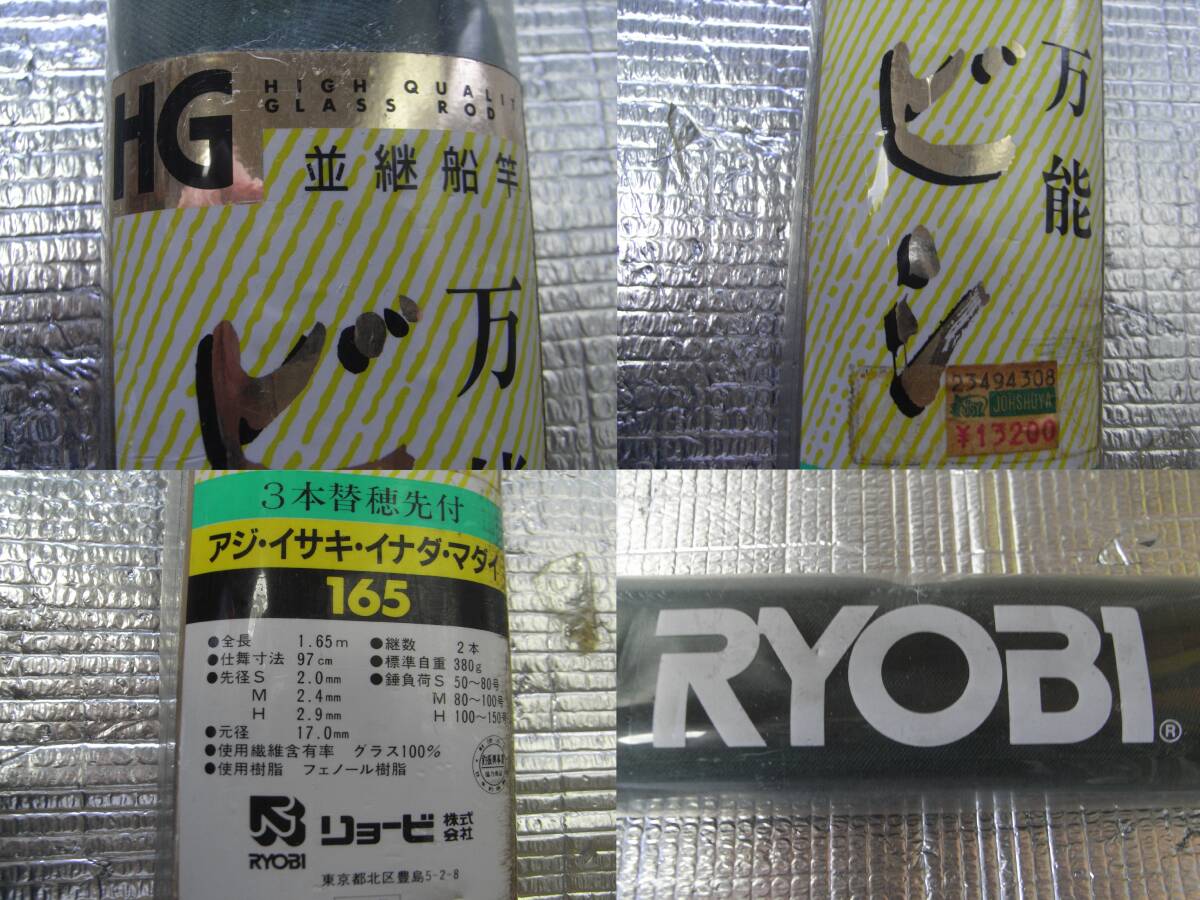 HG
HIGH QUALIT
GLASS ROD
並継船竿
万
ビ
万能
ビシ
23494308
JOHSHUYA
¥13200
3本替穂先付
アジ・イサキ・イナダ・マダイ
165
●全長 1.65m ●継数 2本
●仕舞寸法 97cm ●標準自重 380g
●先径S 2.0mm ●錘負荷S 50〜80号
M 2.4mm M 80〜100号
H 2.9mm H 100〜150号
●元径 17.0mm
●使用繊維含有率 グラス100%
●使用樹脂 フェノール樹脂
RYOBI リョービ 株式会社
東京都北区豊島5-2-8
RYOBI®